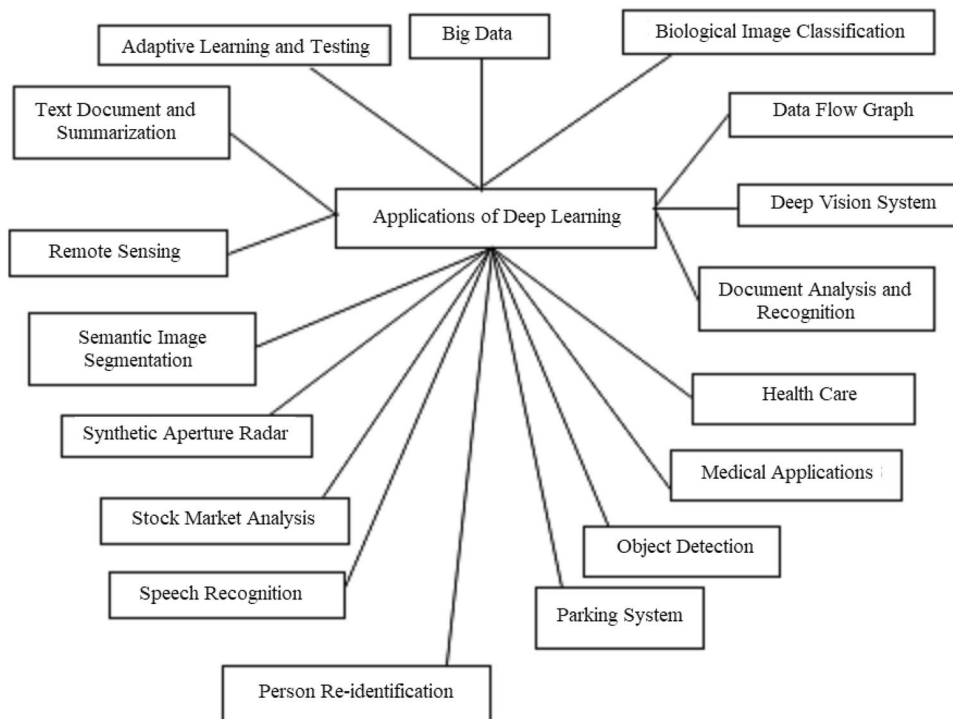 Big Data
Biological Image Classification
Adaptive Learning and Testing
Text Document and
Summarization
Data Flow Graph
Deep Vision System
Applications of Deep Learning
Remote Sensing
Document Analysis and
Recognition
Semantic Image
Segmentation
Health Care
Synthetic Aperture Radar
Medical Applications
Stock Market Analysis
Object Detection
Speech Recognition
Parking System
Person Re-identification